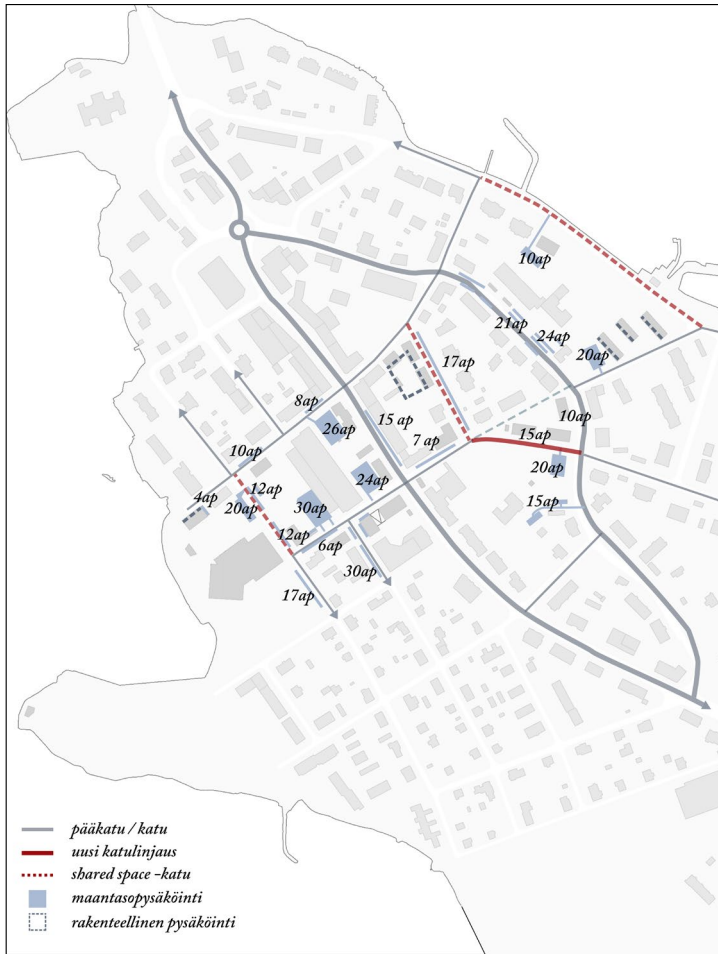 10ap
21ap
24ap
20ap
17ap
8ap
10ap
15 ap
26ap
7 ap
15ap
10ap
24ap
20ap
4ap
12ap
20ap
30ap
15ap
12ap
6ap
30ap
17ap
pääkatu / katu
uusi katulinjaus
shared space -katu
maantasopysäköinti
rakenteellinen pysäköinti